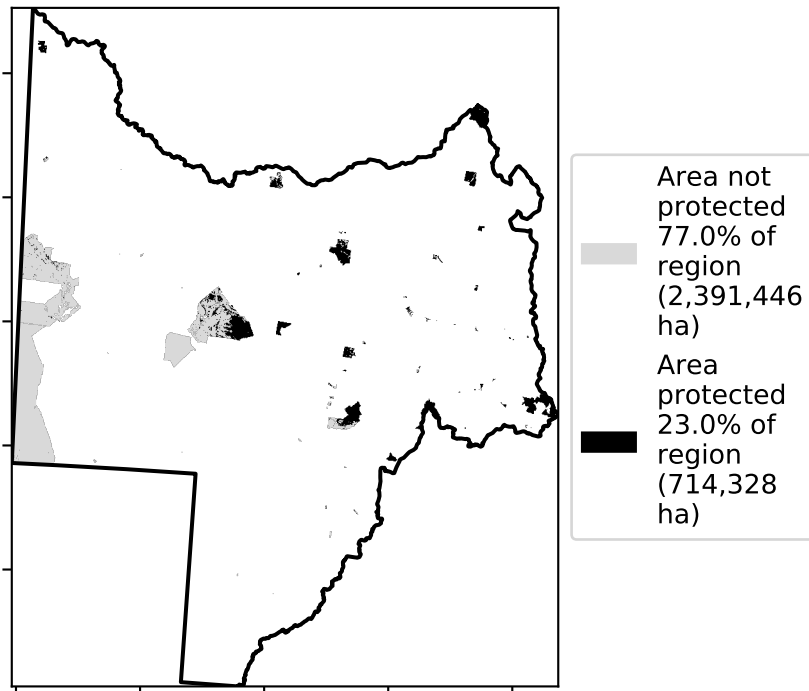 Area not
protected
77.0% of
region
(2,391,446
ha)
Area
protected
23.0% of
region
(714,328
ha)